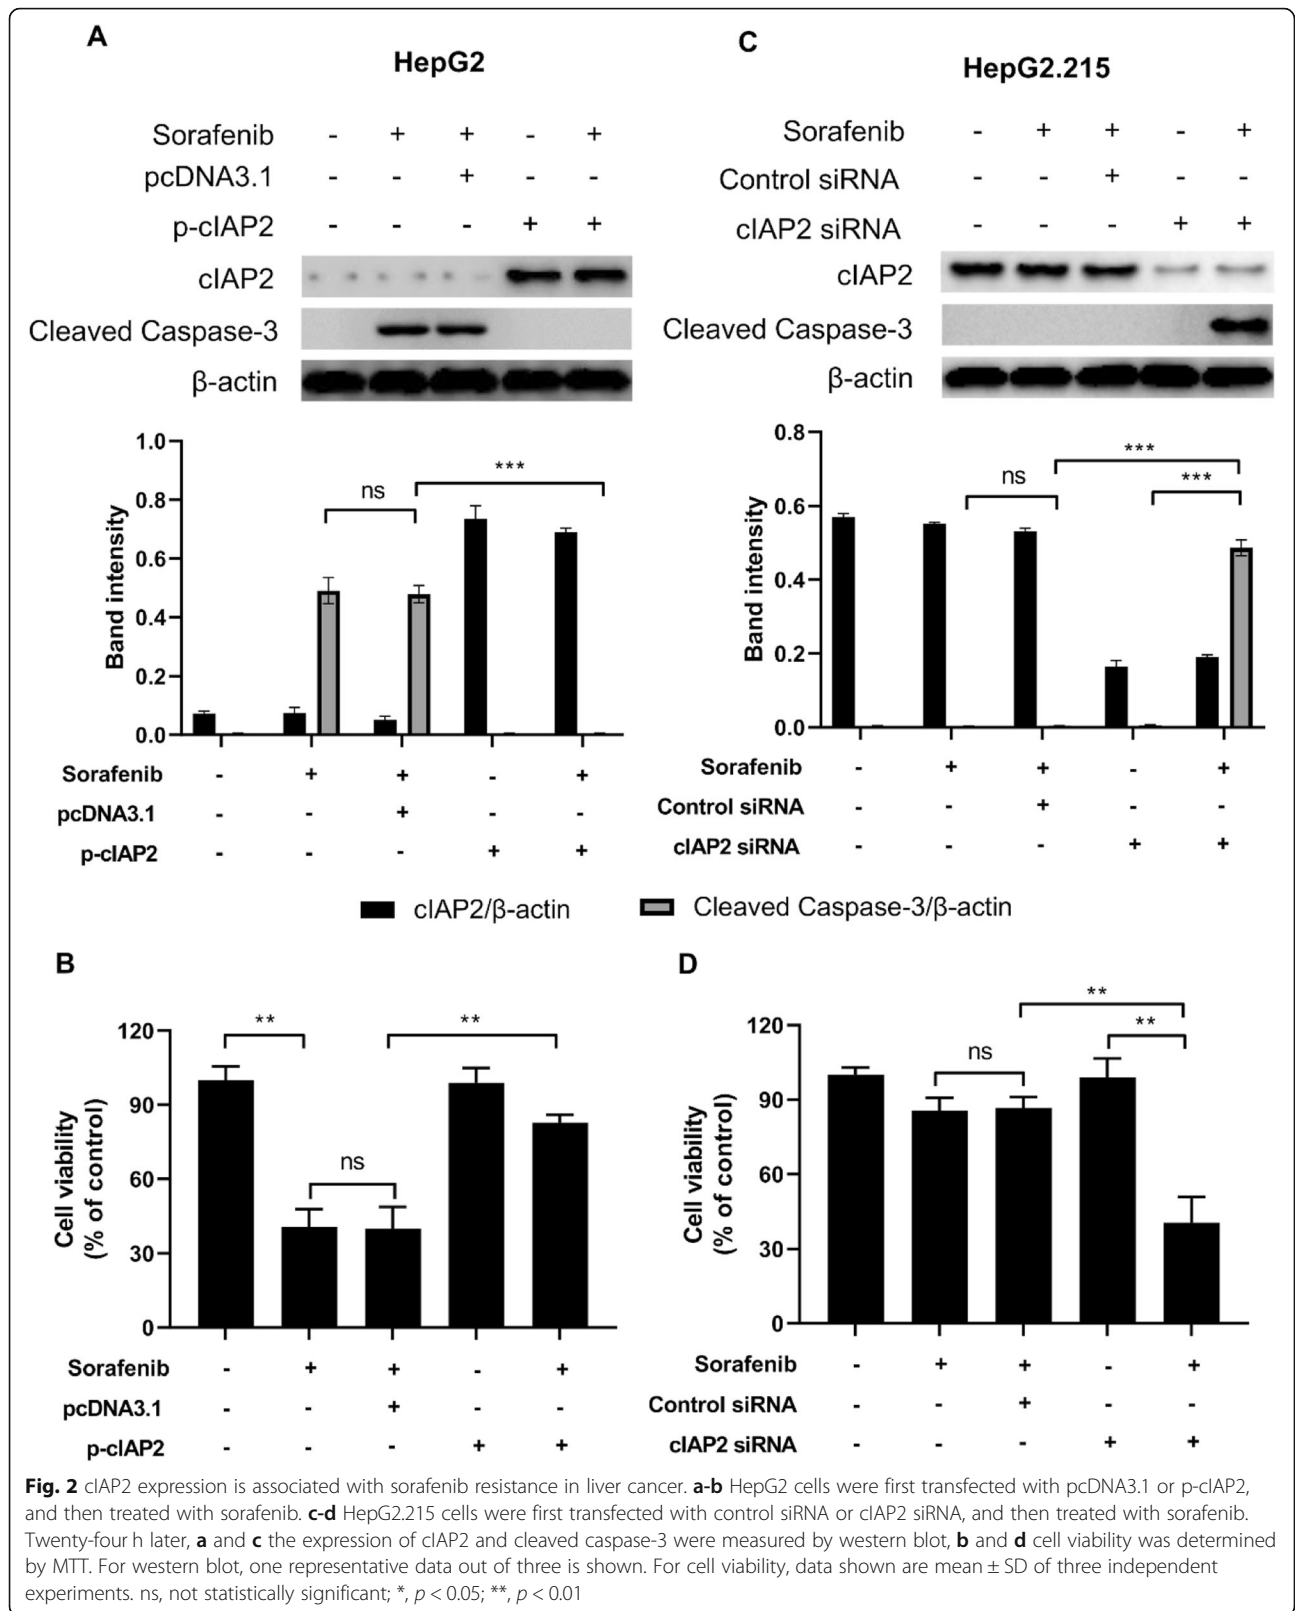 A
HepG2
Sorafenib - + + - +
pcDNA3.1 - - + - -
p-cIAP2 - - - + +
cIAP2
Cleaved Caspase-3
β-actin
1.0
0.8
0.6
0.4
0.2
0.0
Band intensity
ns
***
Sorafenib - + + - +
pcDNA3.1 - - + - -
p-cIAP2 - - - + +
C
HepG2.215
Sorafenib - + + - +
Control siRNA - - + - -
cIAP2 siRNA - - - + +
cIAP2
Cleaved Caspase-3
β-actin
0.8
0.6
0.4
0.2
0.0
Band intensity
ns
***
***
Sorafenib - + + - +
Control siRNA - - + - -
cIAP2 siRNA - - - + +
cIAP2/β-actin
Cleaved Caspase-3/β-actin
B
120
90
60
30
0
Cell viability
(% of control)
**
ns
**
Sorafenib - + + - +
pcDNA3.1 - - + - -
p-cIAP2 - - - + +
D
120
90
60
30
0
Cell viability
(% of control)
ns
**
**
Sorafenib - + + - +
Control siRNA - - + - -
cIAP2 siRNA - - - + +
Fig. 2 cIAP2 expression is associated with sorafenib resistance in liver cancer. a-b HepG2 cells were first transfected with pcDNA3.1 or p-cIAP2,
and then treated with sorafenib. c-d HepG2.215 cells were first transfected with control siRNA or cIAP2 siRNA, and then treated with sorafenib.
Twenty-four h later, a and c the expression of cIAP2 and cleaved caspase-3 were measured by western blot, b and d cell viability was determined
by MTT. For western blot, one representative data out of three is shown. For cell viability, data shown are mean ± SD of three independent
experiments. ns, not statistically significant; *, p < 0.05; **, p < 0.01